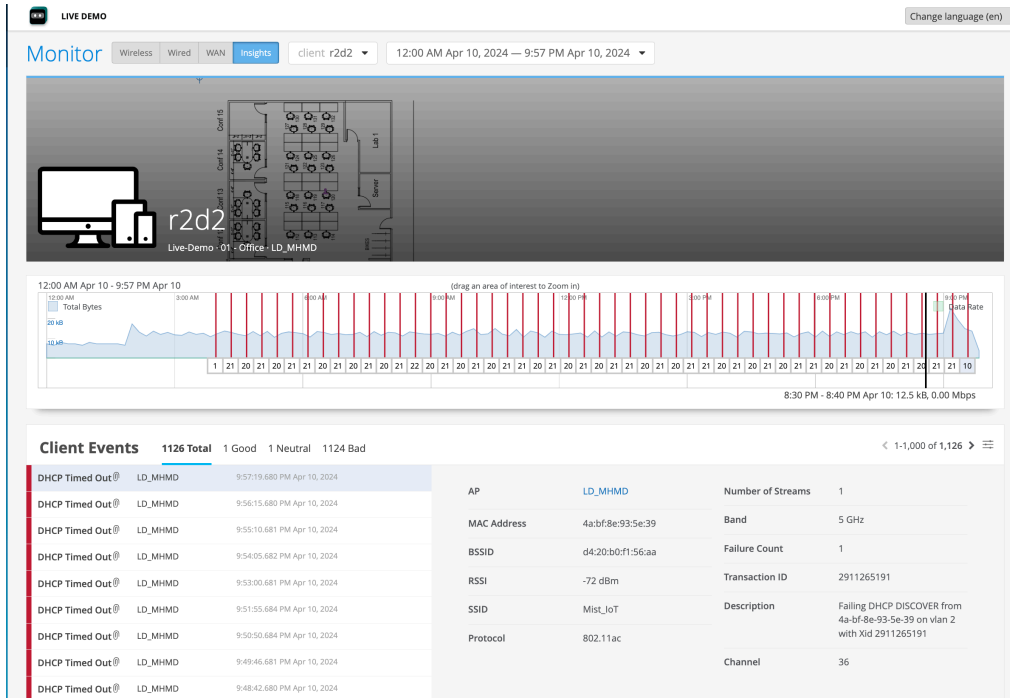 LIVE DEMO
Change language (en)
Monitor Wireless Wired WAN Insights client r2d2 12:00 AM Apr 10, 2024 — 9:57 PM Apr 10, 2024
Conf 15
Conf 14
Conf 13
Lab 1
Server
r2d2
Live-Demo · 01 - Office · LD_MHMD
12:00 AM Apr 10 - 9:57 PM Apr 10 (drag an area of interest to Zoom in)
12:00 AM 3:00 AM 6:00 AM 9:00 AM 12:00 PM 3:00 PM 6:00 PM 9:00 PM
Total Bytes Data Rate
20 kB
10 kB
1 21 20 20 21 21 21 20 21 21 20 21 20 22 20 21 20 21 21 20 21 21 20 21 20 21 21 20 21 20 21 21 20 21 21 20 21 20 21 21 20 21 20 21 20 21 20 21 21 10
8:30 PM - 8:40 PM Apr 10: 12.5 kB, 0.00 Mbps
Client Events 1126 Total 1 Good 1 Neutral 1124 Bad 1-1,000 of 1,126
DHCP Timed Out LD_MHMD 9:57:19.680 PM Apr 10, 2024
DHCP Timed Out LD_MHMD 9:56:15.680 PM Apr 10, 2024
DHCP Timed Out LD_MHMD 9:55:10.681 PM Apr 10, 2024
DHCP Timed Out LD_MHMD 9:54:05.682 PM Apr 10, 2024
DHCP Timed Out LD_MHMD 9:53:00.681 PM Apr 10, 2024
DHCP Timed Out LD_MHMD 9:51:55.684 PM Apr 10, 2024
DHCP Timed Out LD_MHMD 9:50:50.684 PM Apr 10, 2024
DHCP Timed Out LD_MHMD 9:49:46.681 PM Apr 10, 2024
DHCP Timed Out LD_MHMD 9:48:42.680 PM Apr 10, 2024
AP LD_MHMD
MAC Address 4a:bf:8e:93:5e:39
BSSID d4:20:b0:f1:56:aa
RSSI -72 dBm
SSID Mist_IoT
Protocol 802.11ac
Number of Streams 1
Band 5 GHz
Failure Count 1
Transaction ID 2911265191
Description Failing DHCP DISCOVER from
4a-bf-8e-93-5e-39 on vlan 2
with Xid 2911265191
Channel 36